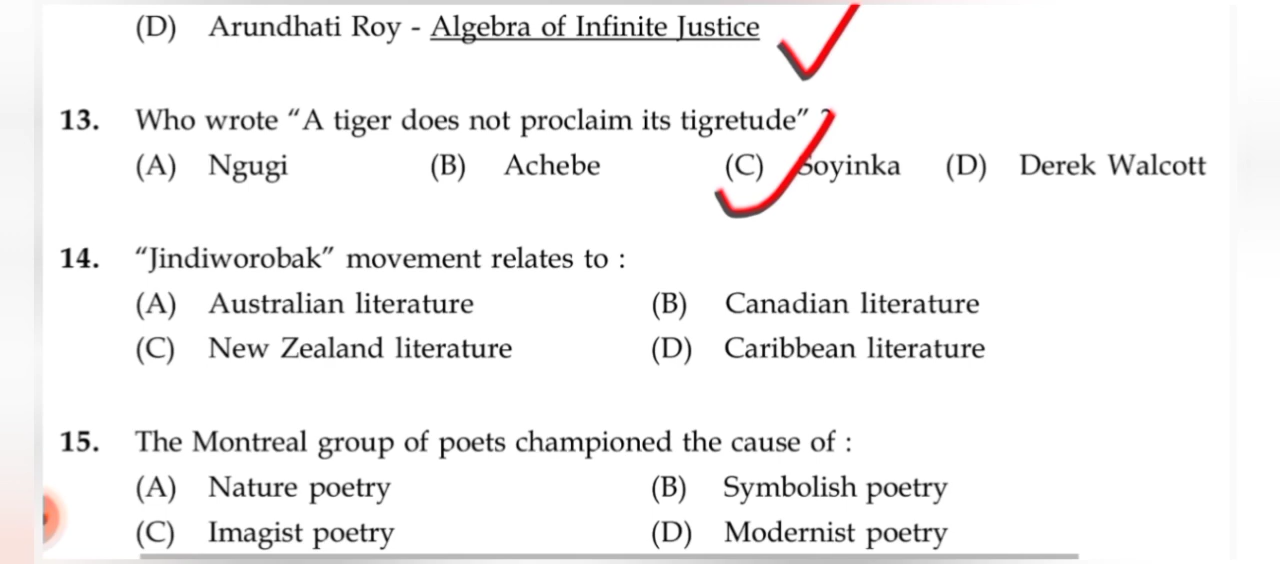 (D) Arundhati Roy - Algebra of Infinite Justice
13. Who wrote “A tiger does not proclaim its tigretude” ?
(A) Ngugi (B) Achebe (C) Soyinka (D) Derek Walcott
14. “Jindiworobak” movement relates to :
(A) Australian literature (B) Canadian literature
(C) New Zealand literature (D) Caribbean literature
15. The Montreal group of poets championed the cause of :
(A) Nature poetry (B) Symbolish poetry
(C) Imagist poetry (D) Modernist poetry